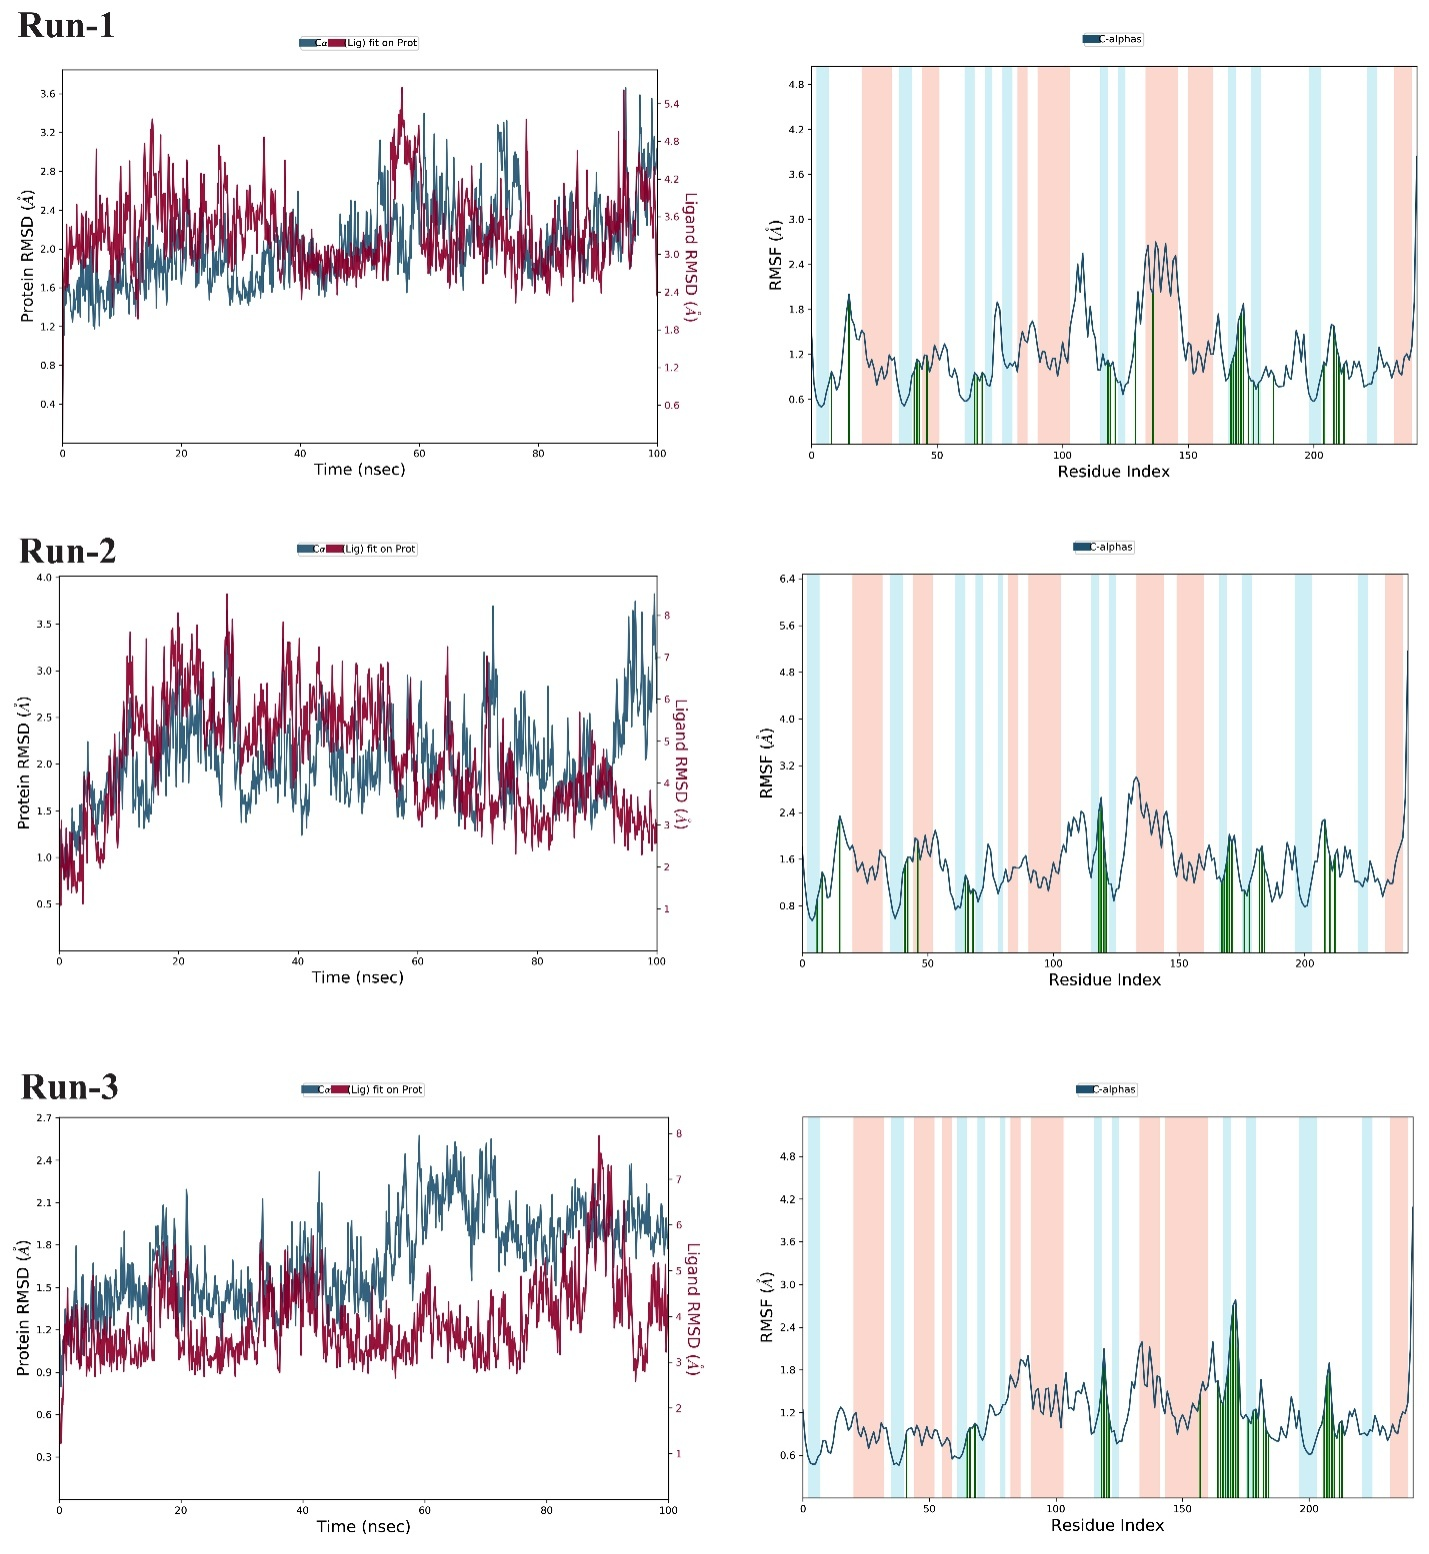 Run-1
Cα (Lig) fit on Prot
C-alphas
Protein RMSD (Å)
3.6
3.2
2.8
2.4
2.0
1.6
1.2
0.8
0.4
5.4
4.8
4.2
3.6
3.0
2.4
1.8
1.2
0.6
Ligand RMSD (Å)
0 20 40 60 80 100
Time (nsec)
RMSF (Å)
4.8
4.2
3.6
3.0
2.4
1.8
1.2
0.6
0 50 100 150 200
Residue Index
Run-2
Cα (Lig) fit on Prot
C-alphas
Protein RMSD (Å)
4.0
3.5
3.0
2.5
2.0
1.5
1.0
0.5
8
7
6
5
4
3
2
1
Ligand RMSD (Å)
0 20 40 60 80 100
Time (nsec)
RMSF (Å)
6.4
5.6
4.8
4.0
3.2
2.4
1.6
0.8
0 50 100 150 200
Residue Index
Run-3
Cα (Lig) fit on Prot
C-alphas
Protein RMSD (Å)
2.7
2.4
2.1
1.8
1.5
1.2
0.9
0.6
0.3
8
7
6
5
4
3
2
1
Ligand RMSD (Å)
0 20 40 60 80 100
Time (nsec)
RMSF (Å)
4.8
4.2
3.6
3.0
2.4
1.8
1.2
0.6
0 50 100 150 200
Residue Index